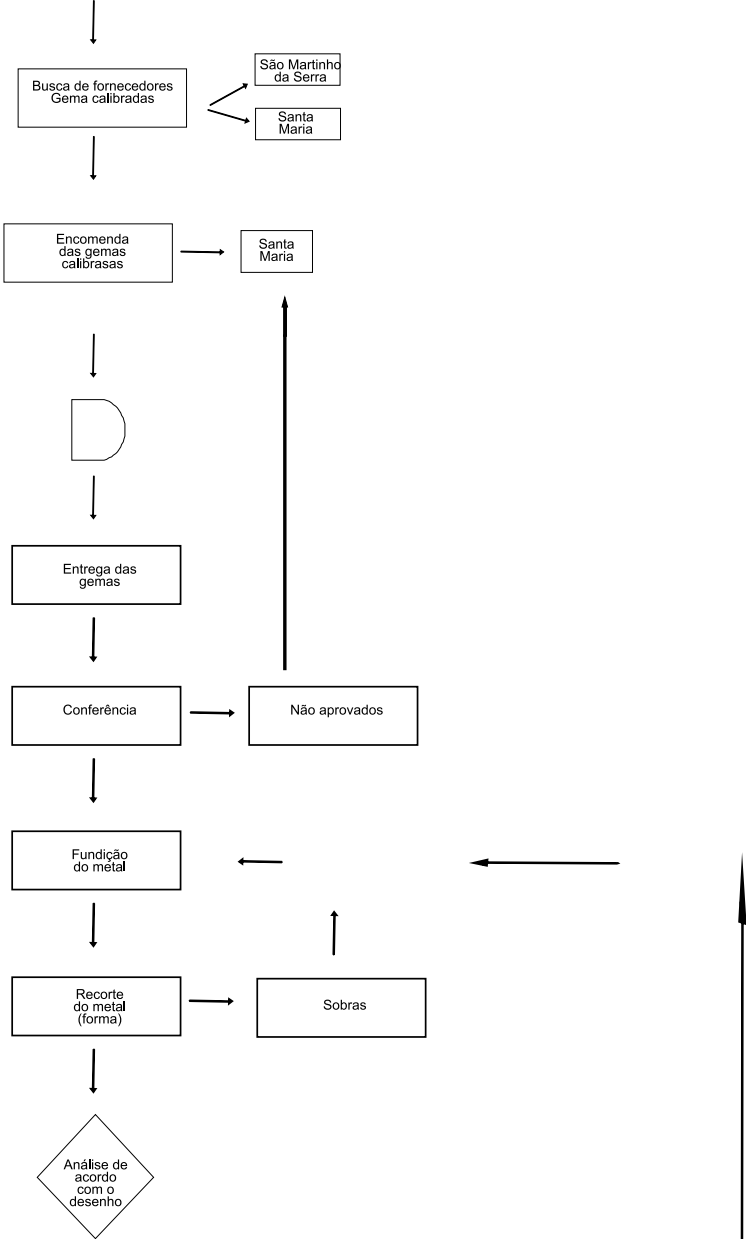 Busca de fornecedores
Gema calibradas
São Martinho
da Serra
Santa
Maria
Encomenda
das gemas
calibrasas
Santa
Maria
Entrega das
gemas
Conferência
Não aprovados
Fundição
do metal
Recorte
do metal
(forma)
Sobras
Análise de
acordo
com o
desenho